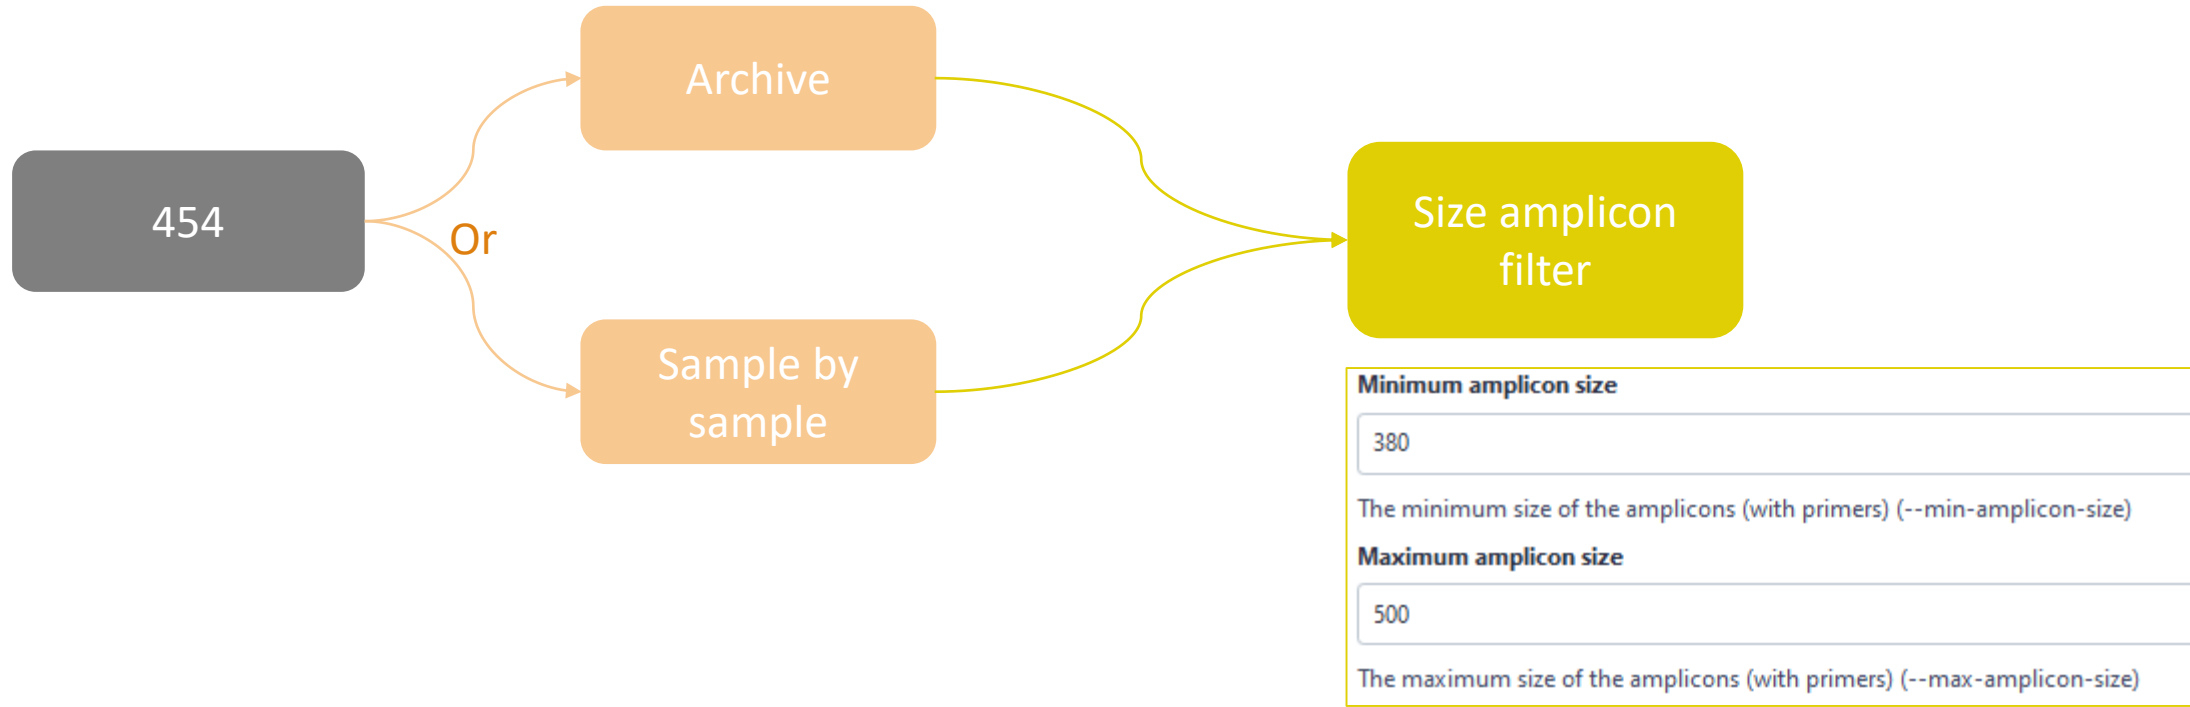 Archive
454
Or
Size amplicon
filter
Sample by
sample
Minimum amplicon size
380
The minimum size of the amplicons (with primers) (--min-amplicon-size)
Maximum amplicon size
500
The maximum size of the amplicons (with primers) (--max-amplicon-size)